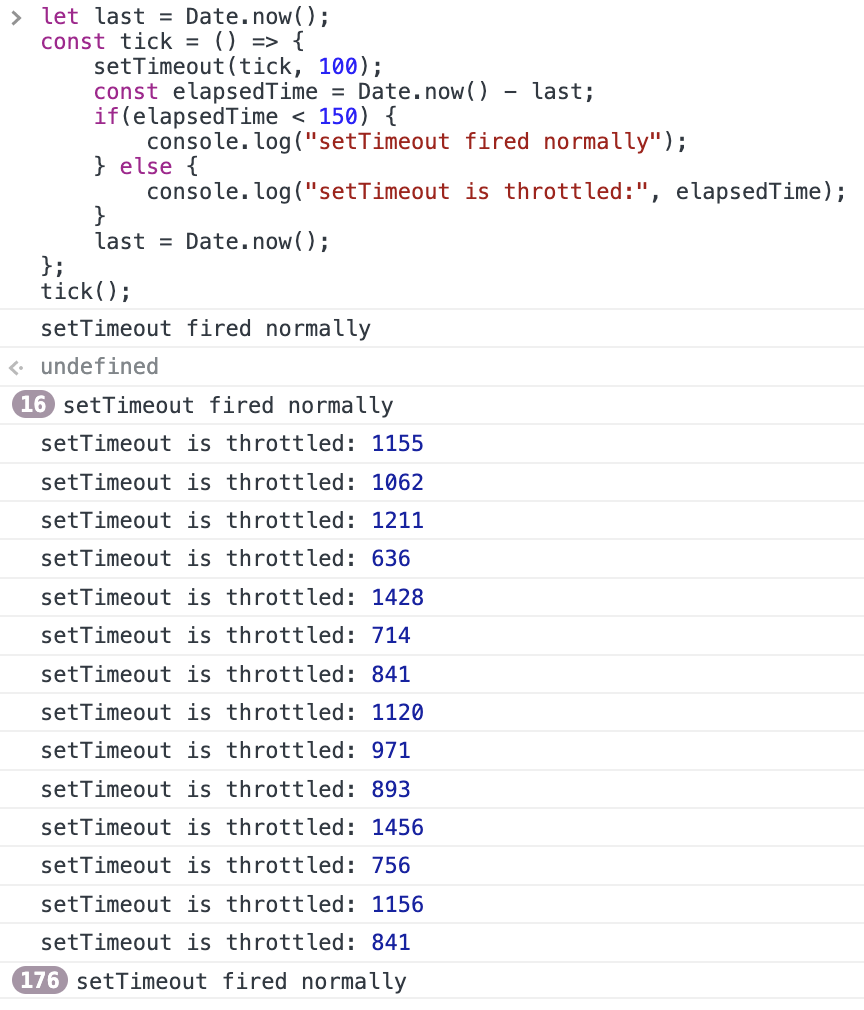 > let last = Date.now();
const tick = () => {
    setTimeout(tick, 100);
    const elapsedTime = Date.now() - last;
    if(elapsedTime < 150) {
        console.log("setTimeout fired normally");
    } else {
        console.log("setTimeout is throttled:", elapsedTime);
    }
    last = Date.now();
};
tick();
setTimeout fired normally
undefined
16 setTimeout fired normally
setTimeout is throttled: 1155
setTimeout is throttled: 1062
setTimeout is throttled: 1211
setTimeout is throttled: 636
setTimeout is throttled: 1428
setTimeout is throttled: 714
setTimeout is throttled: 841
setTimeout is throttled: 1120
setTimeout is throttled: 971
setTimeout is throttled: 893
setTimeout is throttled: 1456
setTimeout is throttled: 756
setTimeout is throttled: 1156
setTimeout is throttled: 841
176 setTimeout fired normally